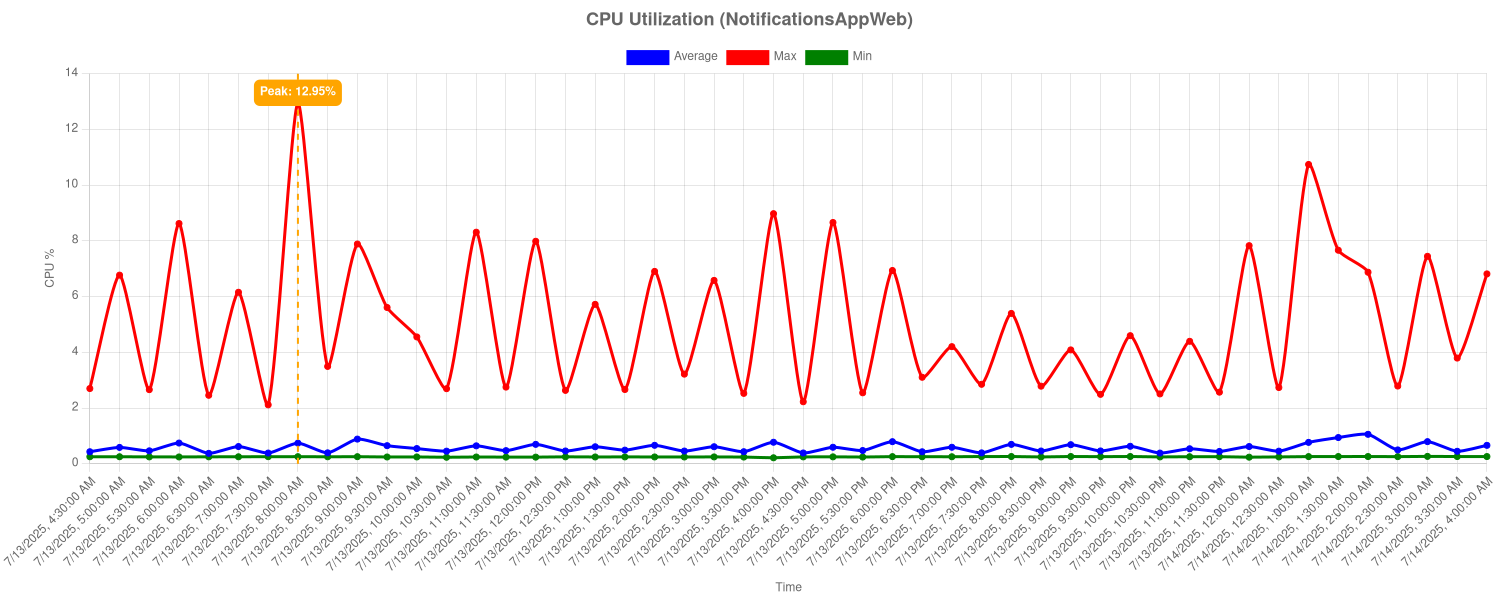 CPU Utilization (NotificationsAppWeb)
Average Max Min
Peak: 12.95%
14
12
10
8
6
4
2
0
CPU %
7/13/2025, 4:30:00 AM
7/13/2025, 5:00:00 AM
7/13/2025, 5:30:00 AM
7/13/2025, 6:00:00 AM
7/13/2025, 6:30:00 AM
7/13/2025, 7:00:00 AM
7/13/2025, 7:30:00 AM
7/13/2025, 8:00:00 AM
7/13/2025, 8:30:00 AM
7/13/2025, 9:00:00 AM
7/13/2025, 9:30:00 AM
7/13/2025, 10:00:00 AM
7/13/2025, 10:30:00 AM
7/13/2025, 11:00:00 AM
7/13/2025, 11:30:00 AM
7/13/2025, 12:00:00 PM
7/13/2025, 12:30:00 PM
7/13/2025, 1:00:00 PM
7/13/2025, 1:30:00 PM
7/13/2025, 2:00:00 PM
7/13/2025, 2:30:00 PM
7/13/2025, 3:00:00 PM
7/13/2025, 3:30:00 PM
7/13/2025, 4:00:00 PM
7/13/2025, 4:30:00 PM
7/13/2025, 5:00:00 PM
7/13/2025, 5:30:00 PM
7/13/2025, 6:00:00 PM
7/13/2025, 6:30:00 PM
7/13/2025, 7:00:00 PM
7/13/2025, 7:30:00 PM
7/13/2025, 8:00:00 PM
7/13/2025, 8:30:00 PM
7/13/2025, 9:00:00 PM
7/13/2025, 9:30:00 PM
7/13/2025, 10:00:00 PM
7/13/2025, 10:30:00 PM
7/13/2025, 11:00:00 PM
7/13/2025, 11:30:00 PM
7/14/2025, 12:00:00 AM
7/14/2025, 12:30:00 AM
7/14/2025, 1:00:00 AM
7/14/2025, 1:30:00 AM
7/14/2025, 2:00:00 AM
7/14/2025, 2:30:00 AM
7/14/2025, 3:00:00 AM
7/14/2025, 3:30:00 AM
7/14/2025, 4:00:00 AM
Time